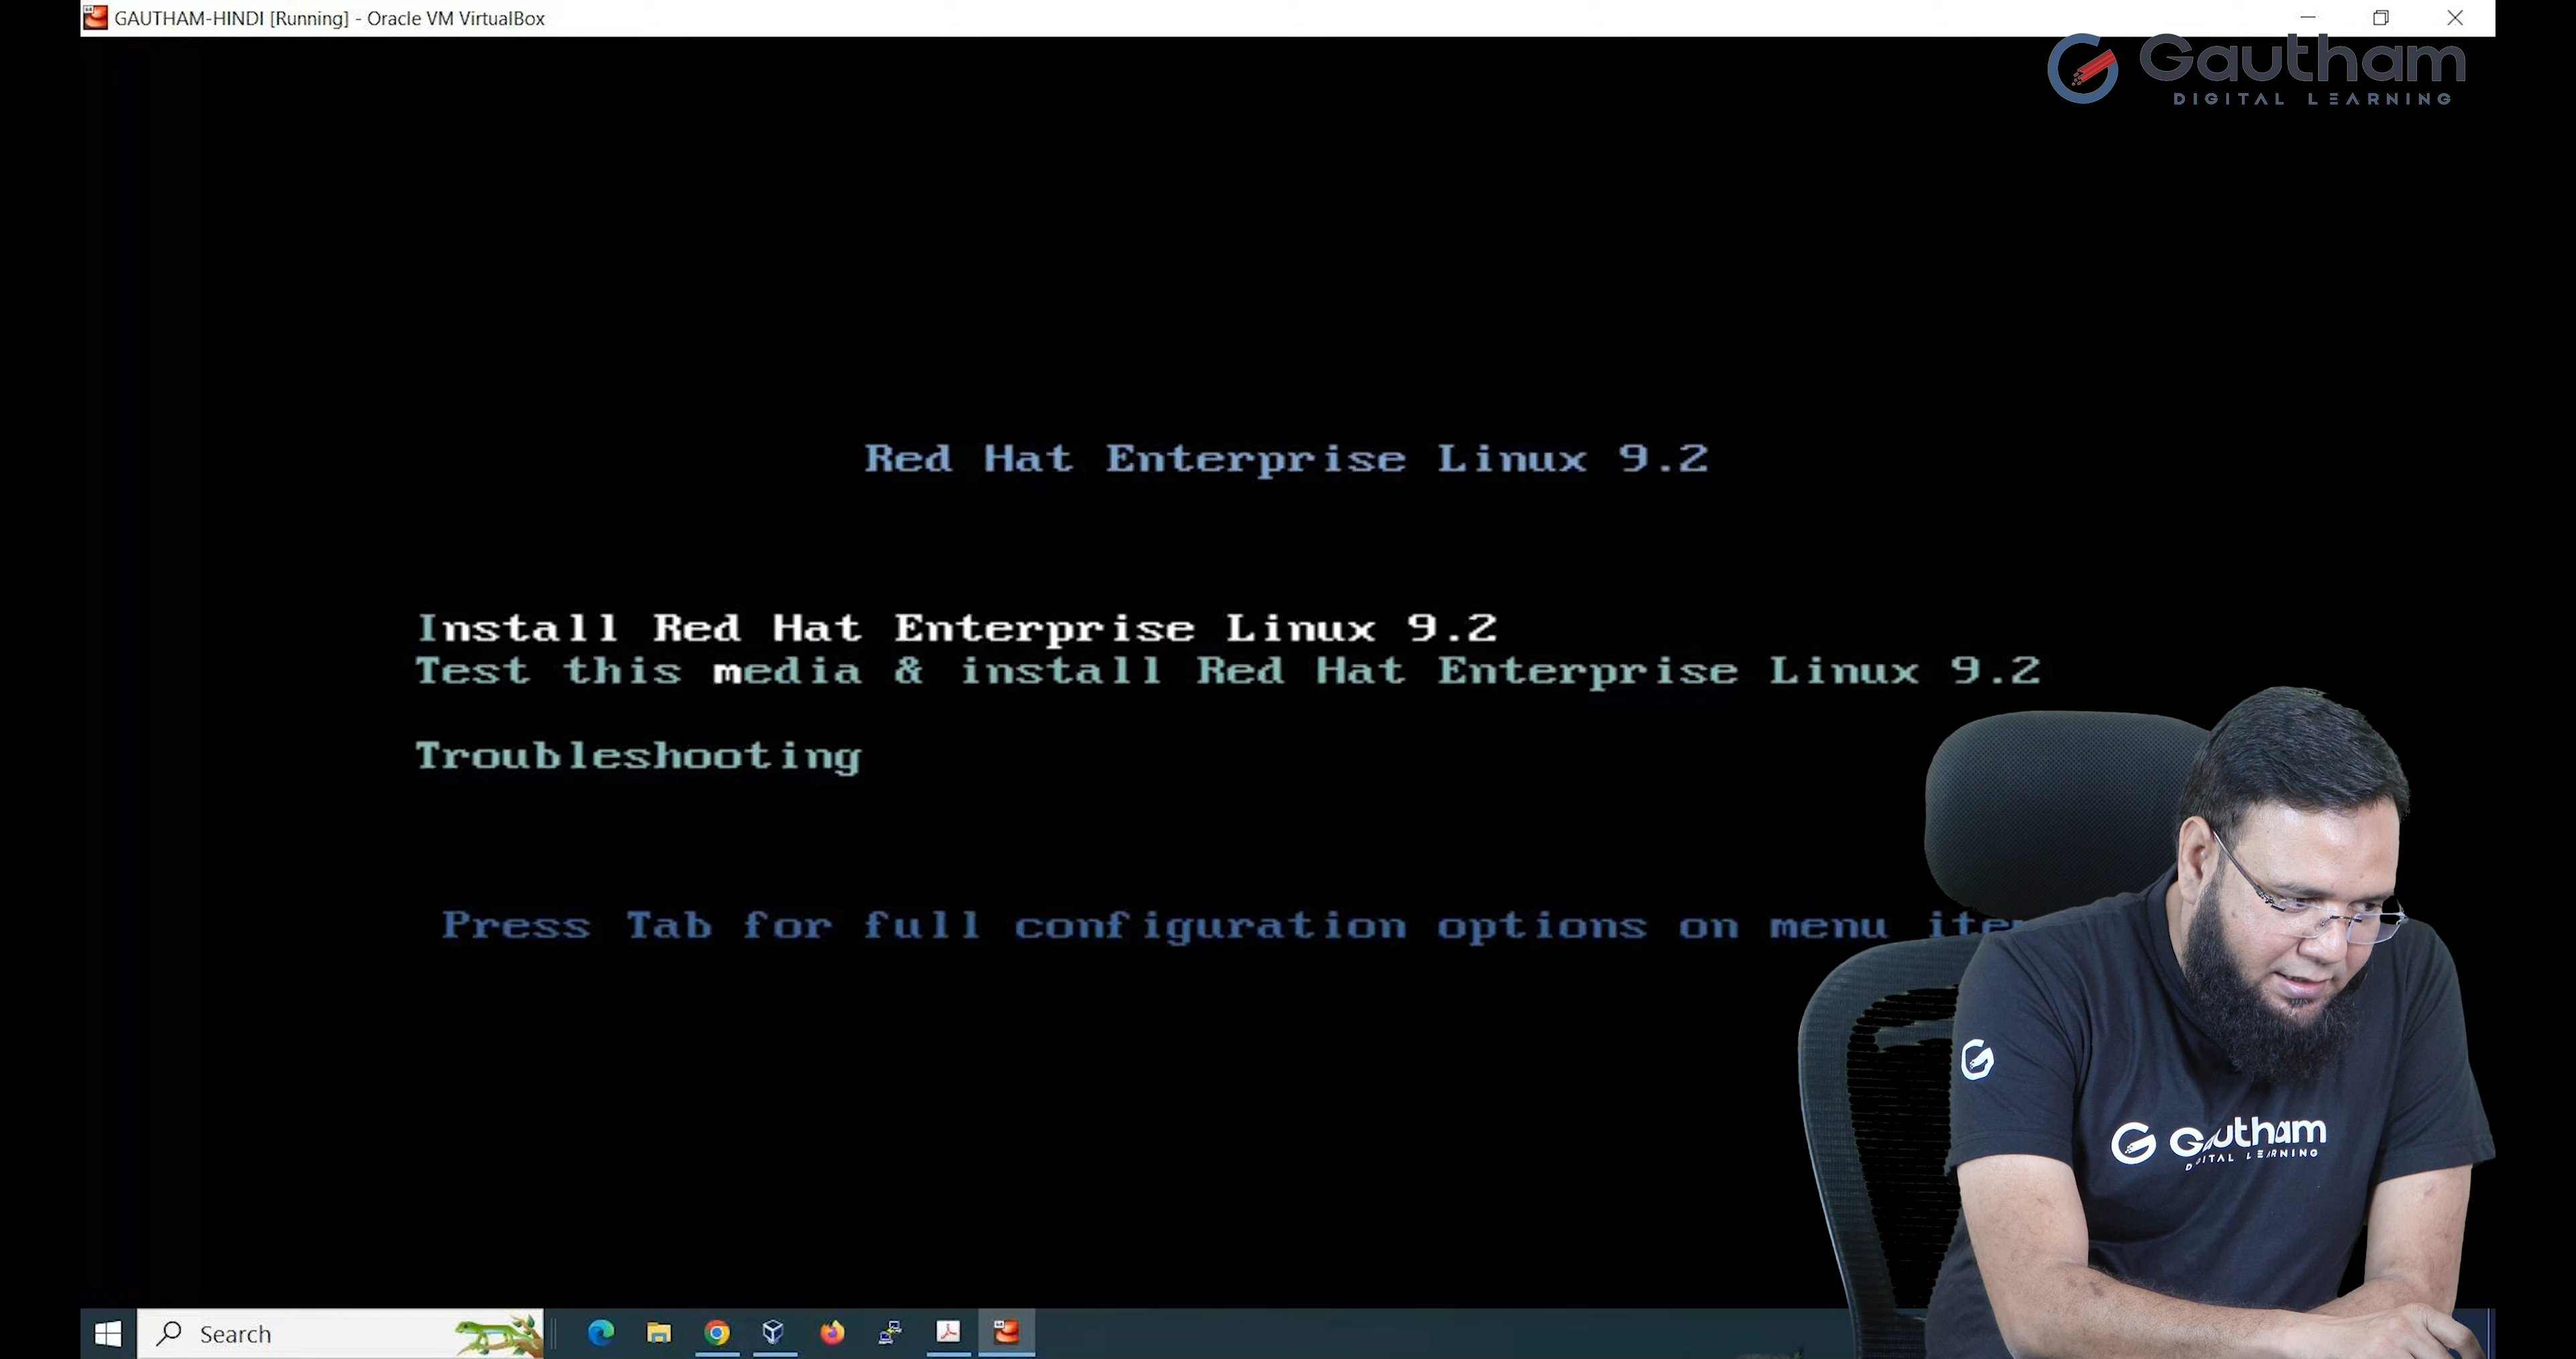 GAUTHAM-HINDI [Running] - Oracle VM VirtualBox
Gautham
DIGITAL LEARNING
Red Hat Enterprise Linux 9.2
Install Red Hat Enterprise Linux 9.2
Test this media & install Red Hat Enterprise Linux 9.2
Troubleshooting
Press Tab for full configuration options on menu
Gautham
DIGITAL LEARNING
Search